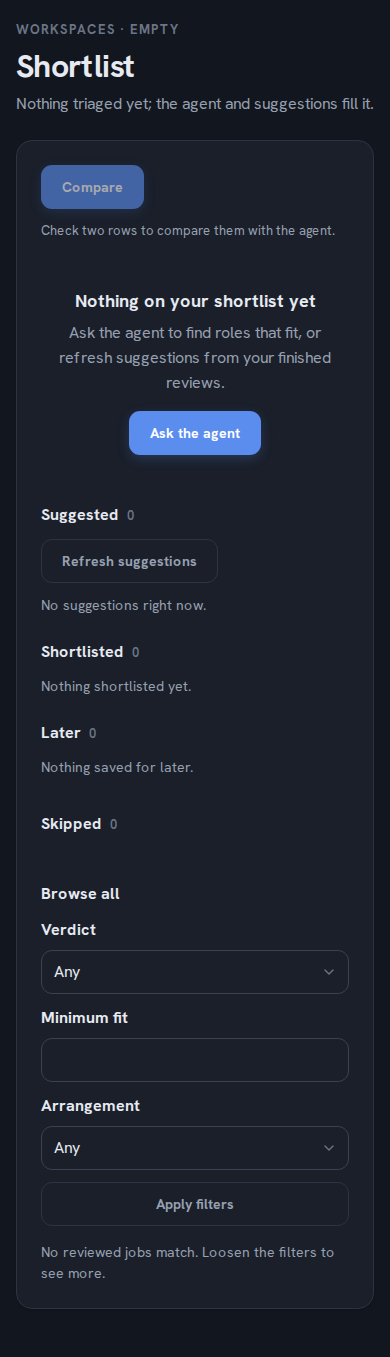 WORKSPACES · EMPTY
Shortlist
Nothing triaged yet; the agent and suggestions fill it.
Compare
Check two rows to compare them with the agent.
Nothing on your shortlist yet
Ask the agent to find roles that fit, or
refresh suggestions from your finished
reviews.
Ask the agent
Suggested 0
Refresh suggestions
No suggestions right now.
Shortlisted 0
Nothing shortlisted yet.
Later 0
Nothing saved for later.
Skipped 0
Browse all
Verdict
Any
Minimum fit
Arrangement
Any
Apply filters
No reviewed jobs match. Loosen the filters to
see more.